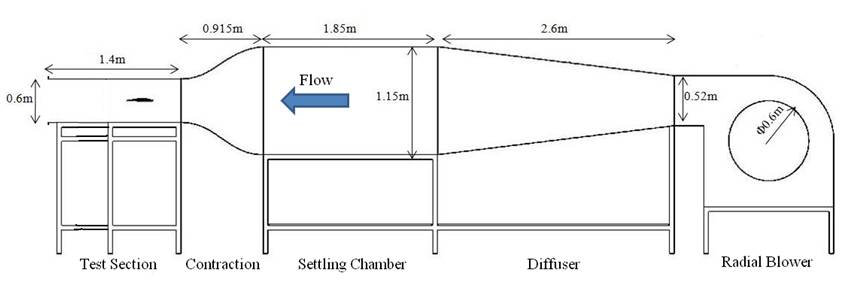 0.915m
1.85m
2.6m
1.4m
Flow
0.6m
1.15m
0.52m
Φ0.6m
Test Section
Contraction
Settling Chamber
Diffuser
Radial Blower